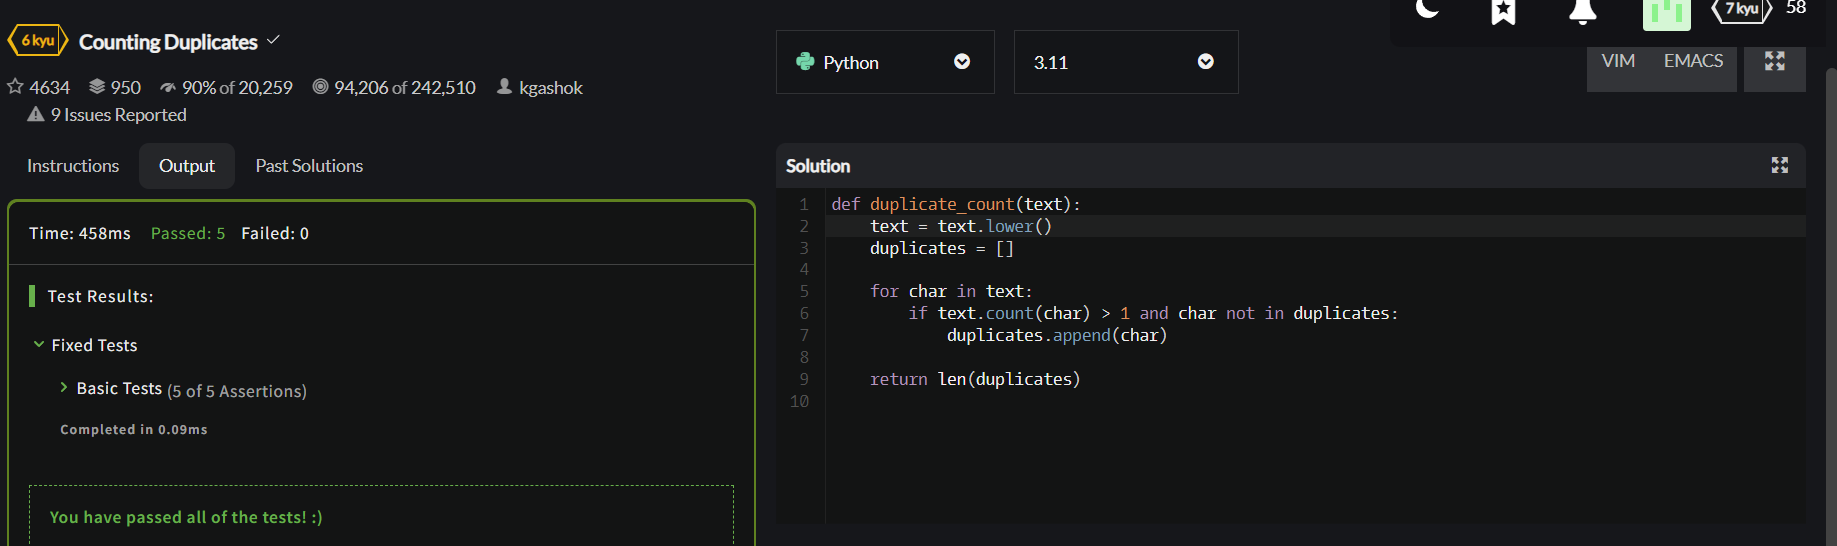 6 kyu Counting Duplicates
4634 950 90% of 20,259 94,206 of 242,510 kgashok
9 Issues Reported
Instructions Output Past Solutions
Time: 458ms Passed: 5 Failed: 0
Test Results:
Fixed Tests
Basic Tests (5 of 5 Assertions)
Completed in 0.09ms
You have passed all of the tests! :)
7 kyu 58
Python 3.11 VIM EMACS
Solution
1 def duplicate_count(text):
2 text = text.lower()
3 duplicates = []
4
5 for char in text:
6 if text.count(char) > 1 and char not in duplicates:
7 duplicates.append(char)
8
9 return len(duplicates)
10